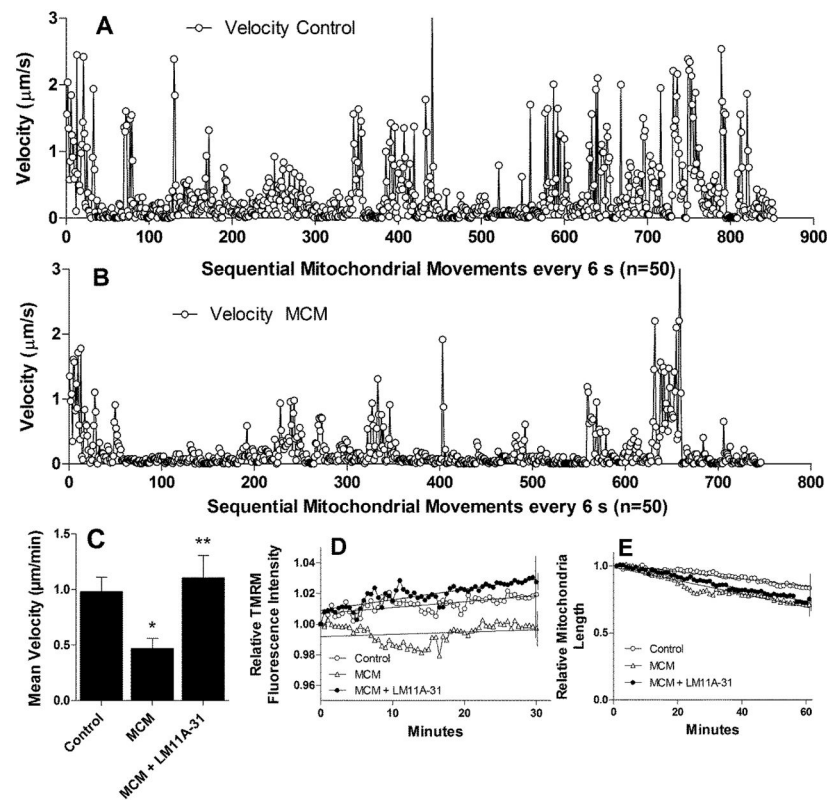 A
Velocity Control
Velocity (μm/s)
3
2
1
0
0 100 200 300 400 500 600 700 800 900
Sequential Mitochondrial Movements every 6 s (n=50)
B
Velocity MCM
Velocity (μm/s)
3
2
1
0
0 100 200 300 400 500 600 700 800
Sequential Mitochondrial Movements every 6 s (n=50)
C
Mean Velocity (μm/min)
1.5
1.0
0.5
0.0
*
**
Control
MCM
MCM + LM11A-31
D
Relative TMRM
Fluorescence Intensity
1.04
1.02
1.00
0.98
0.96
Control
MCM
MCM + LM11A-31
0 10 20 30
Minutes
E
Relative Mitochondria
Length
1.0
0.5
0.0
Control
MCM
MCM + LM11A-31
0 20 40 60
Minutes